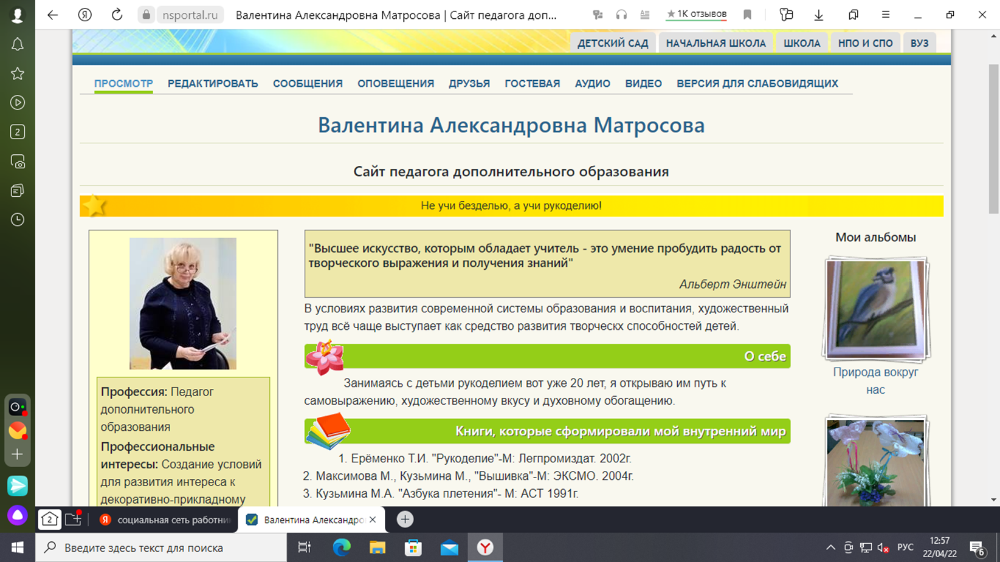 nsportal.ru
Валентина Александровна Матросова | Сайт педагога доп...
1К отзывов
ДЕТСКИЙ САД
НАЧАЛЬНАЯ ШКОЛА
ШКОЛА
НПО И СПО
ВУЗ
ПРОСМОТР
РЕДАКТИРОВАТЬ
СООБЩЕНИЯ
ОПОВЕЩЕНИЯ
ДРУЗЬЯ
ГОСТЕВАЯ
АУДИО
ВИДЕО
ВЕРСИЯ ДЛЯ СЛАБОВИДЯЩИХ
Валентина Александровна Матросова
Сайт педагога дополнительного образования
Не учи безделью, а учи рукоделию!
Профессия: Педагог
дополнительного
образования
Профессиональные
интересы: Создание условий
для развития интереса к
декоративно-прикладному
"Высшее искусство, которым обладает учитель - это умение пробудить радость от
творческого выражения и получения знаний"
Альберт Энштейн
В условиях развития современной системы образования и воспитания, художественный
труд всё чаще выступает как средство развития творческх способностей детей.
О себе
Занимаясь с детьми рукоделием вот уже 20 лет, я открываю им путь к
самовыражению, художественному вкусу и духовному обогащению.
Книги, которые сформировали мой внутренний мир
1. Ерёменко Т.И. "Рукоделие"-М: Легпромиздат. 2002г.
2. Максимова М., Кузьмина М., "Вышивка"-М: ЭКСМО. 2004г.
3. Кузьмина М.А. "Азбука плетения"- М: АСТ 1991г.
Мои альбомы
Природа вокруг
нас
2
2
социальная сеть работни
Валентина Александро
Введите здесь текст для поиска
РУС
12:57
22/04/22
6